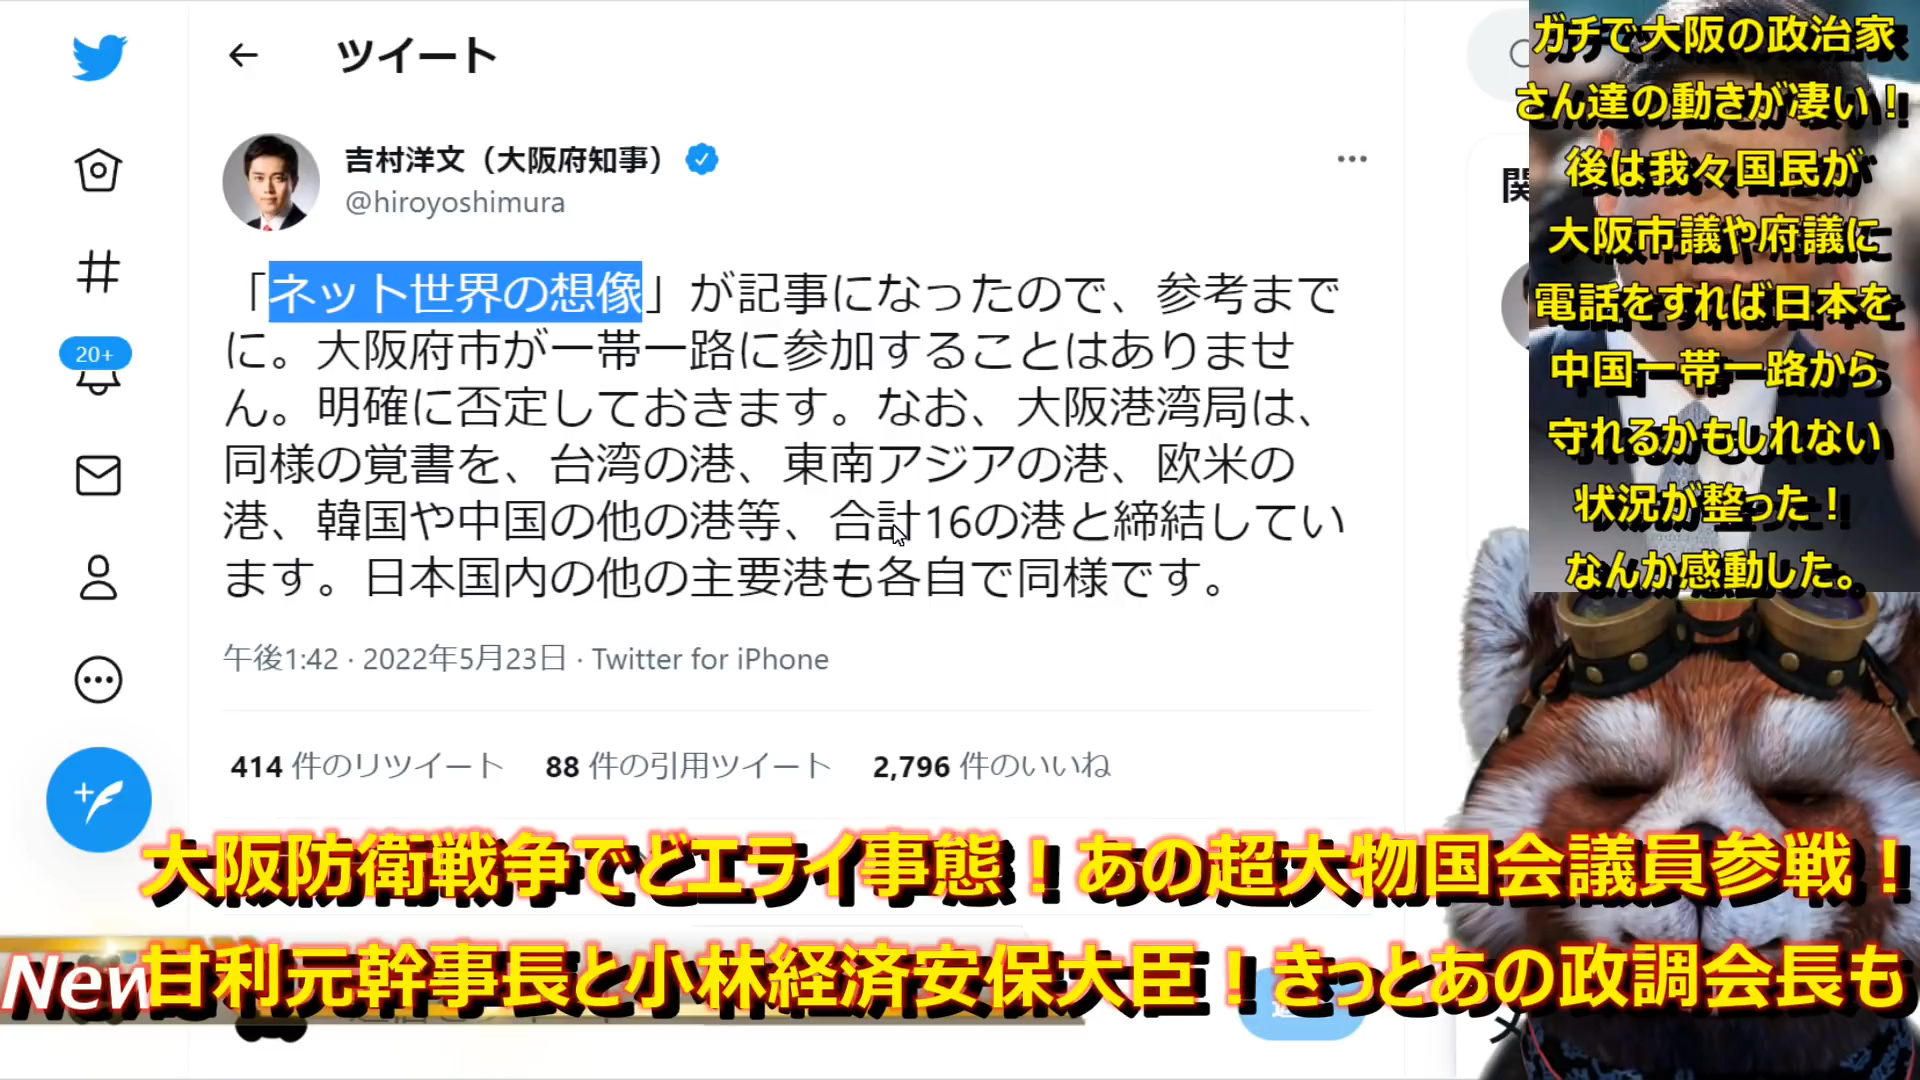 ツイート
吉村洋文（大阪府知事）
@hiroyoshimura
「ネット世界の想像」が記事になったので、参考まで
に。大阪府市が一帯一路に参加することはありませ
ん。明確に否定しておきます。なお、大阪港湾局は、
同様の覚書を、台湾の港、東南アジアの港、欧米の
港、韓国や中国の他の港等、合計16の港と締結してい
ます。日本国内の他の主要港も各自で同様です。
午後1:42 · 2022年5月23日 · Twitter for iPhone
414 件のリツイート 88 件の引用ツイート 2,796 件のいいね
20+
関
ガチで大阪の政治家
さん達の動きが凄い！
後は我々国民が
大阪市議や府議に
電話をすれば日本を
中国一帯一路から
守れるかもしれない
状況が整った！
なんか感動した。
大阪防衛戦争でどエライ事態！あの超大物国会議員参戦！
New
甘利元幹事長と小林経済安保大臣！きっとあの政調会長も